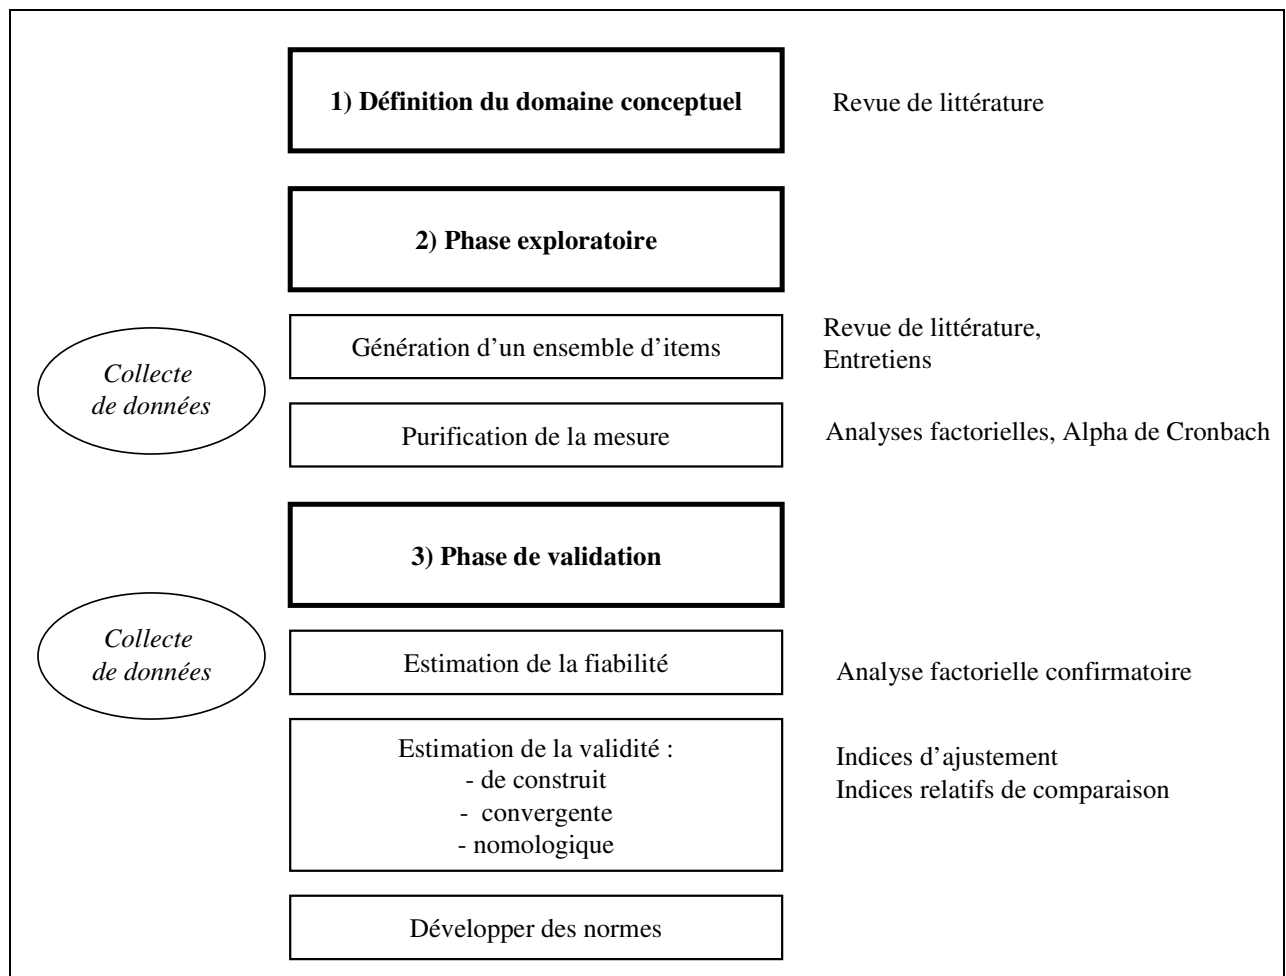 1) Définition du domaine conceptuel
Revue de littérature
2) Phase exploratoire
Génération d’un ensemble d’items
Revue de littérature,
Entretiens
Collecte
de données
Purification de la mesure
Analyses factorielles, Alpha de Cronbach
3) Phase de validation
Collecte
de données
Estimation de la fiabilité
Analyse factorielle confirmatoire
Estimation de la validité :
- de construit
- convergente
- nomologique
Indices d’ajustement
Indices relatifs de comparaison
Développer des normes